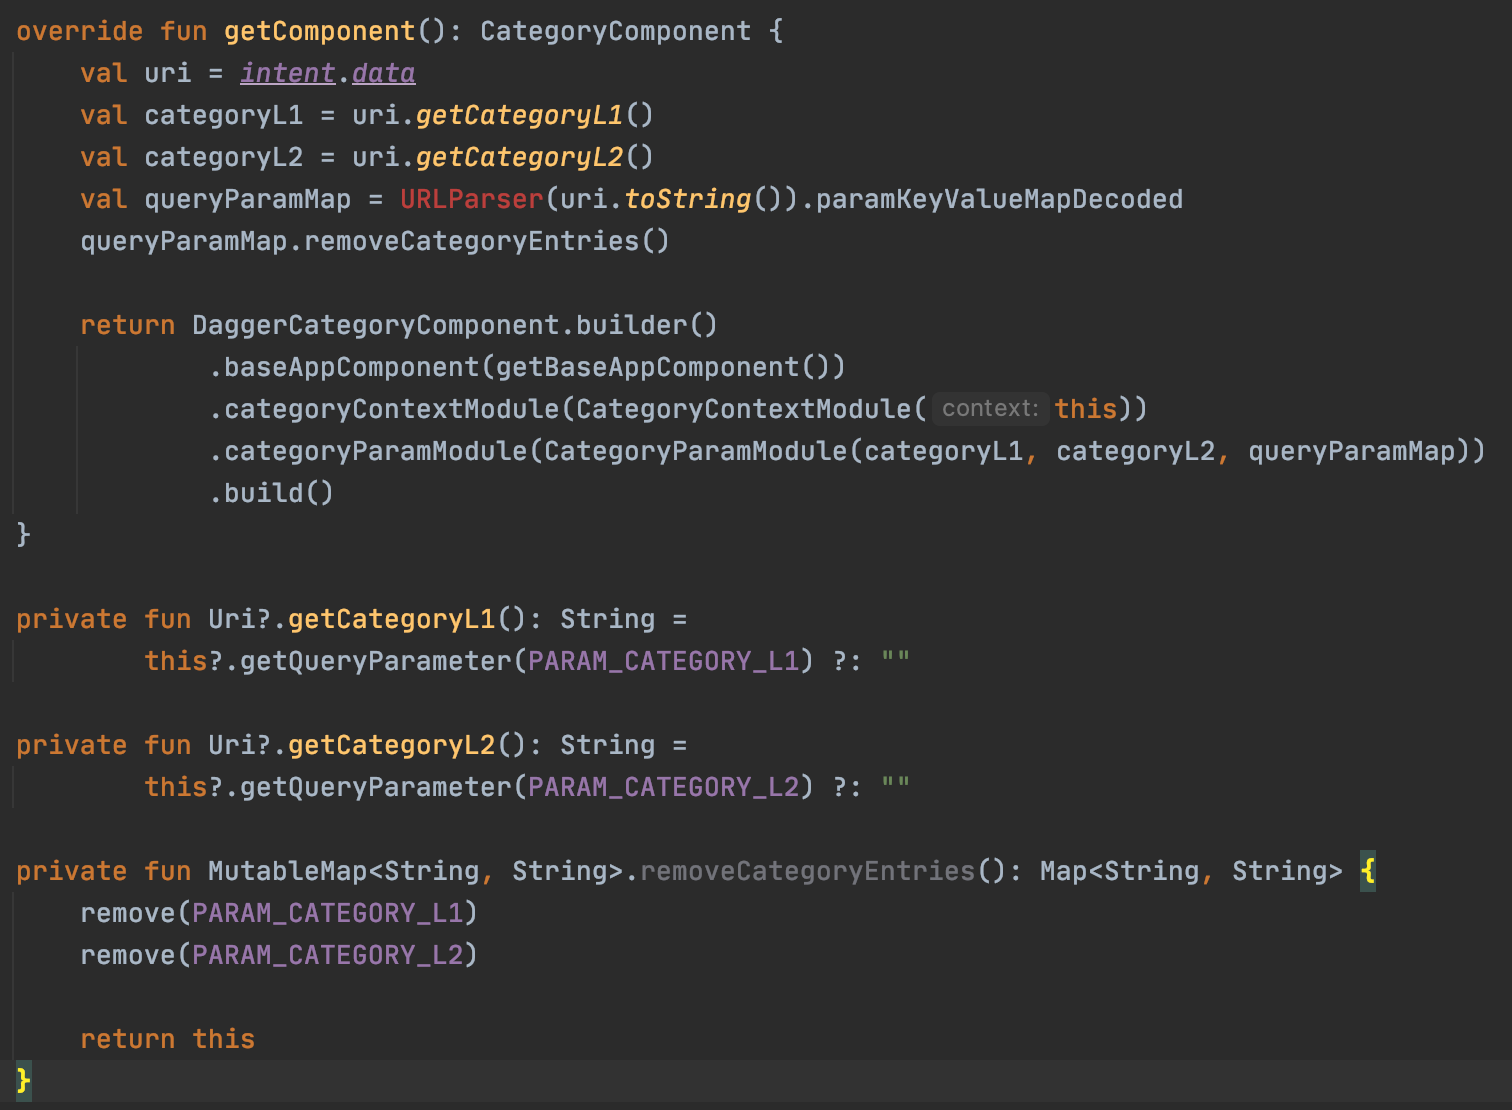 override fun getComponent(): CategoryComponent {
val uri = intent.data
val categoryL1 = uri.getCategoryL1()
val categoryL2 = uri.getCategoryL2()
val queryParamMap = URLParser(uri.toString()).paramKeyValueMapDecoded
queryParamMap.removeCategoryEntries()
return DaggerCategoryComponent.builder()
.baseAppComponent(getBaseAppComponent())
.categoryContextModule(CategoryContextModule( context: this))
.categoryParamModule(CategoryParamModule(categoryL1, categoryL2, queryParamMap))
.build()
}
private fun Uri?.getCategoryL1(): String =
this?.getQueryParameter(PARAM_CATEGORY_L1) ?: ""
private fun Uri?.getCategoryL2(): String =
this?.getQueryParameter(PARAM_CATEGORY_L2) ?: ""
private fun MutableMap<String, String>.removeCategoryEntries(): Map<String, String> {
remove(PARAM_CATEGORY_L1)
remove(PARAM_CATEGORY_L2)
return this
}